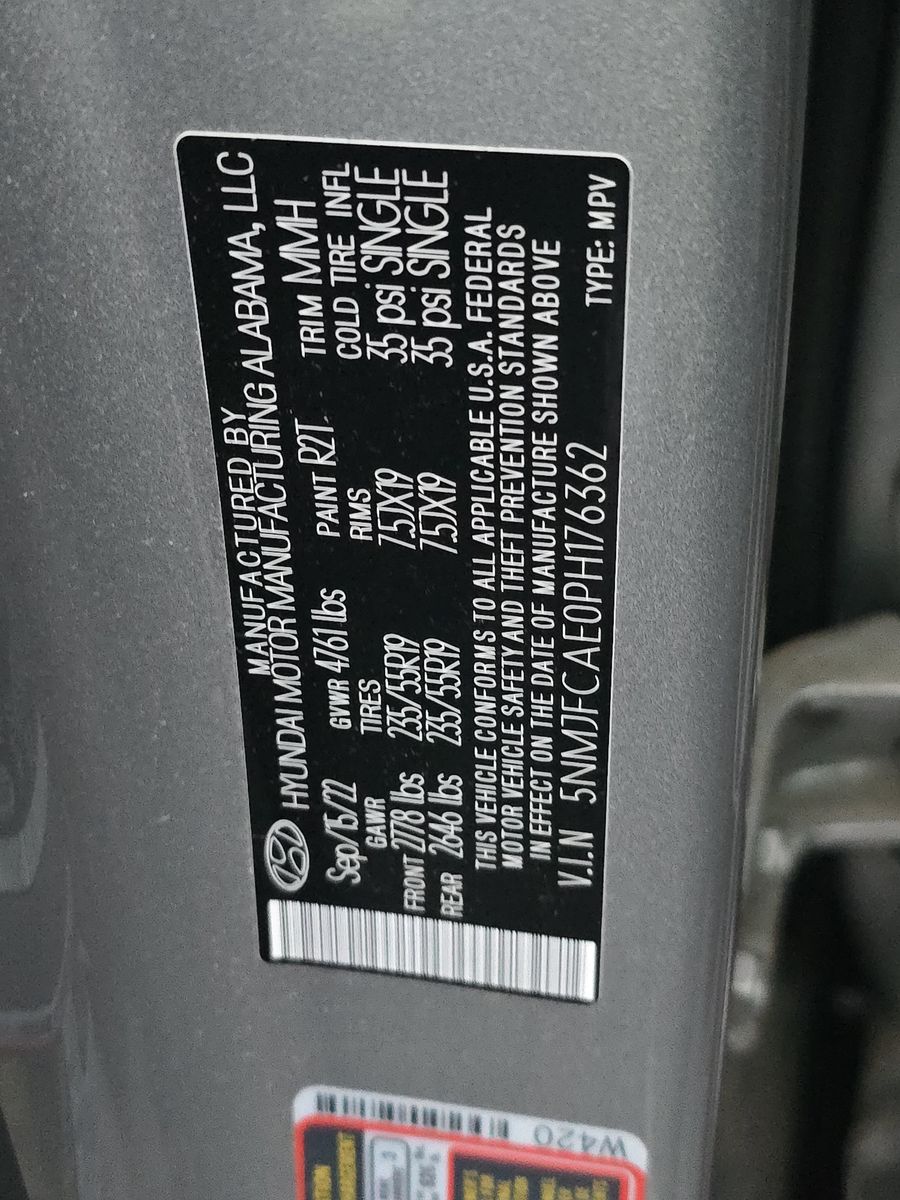 MANUFACTURED BY
HYUNDAI MOTOR MANUFACTURING ALABAMA, LLC
Sep/15/22 GVWR 4761 lbs PAINT R2T. TRIM MMH
GAWR TIRES RIMS COLD TIRE INFL
FRONT 2778 lbs 235/55R19 7.5JX19 35 psi SINGLE
REAR 2646 lbs 235/55R19 7.5JX19 35 psi SINGLE
THIS VEHICLE CONFORMS TO ALL APPLICABLE U.S.A. FEDERAL
MOTOR VEHICLE SAFETY AND THEFT PREVENTION STANDARDS
IN EFFECT ON THE DATE OF MANUFACTURE SHOWN ABOVE
V.I.N 5NMJFCAE0PH176362 TYPE: MPV
W420